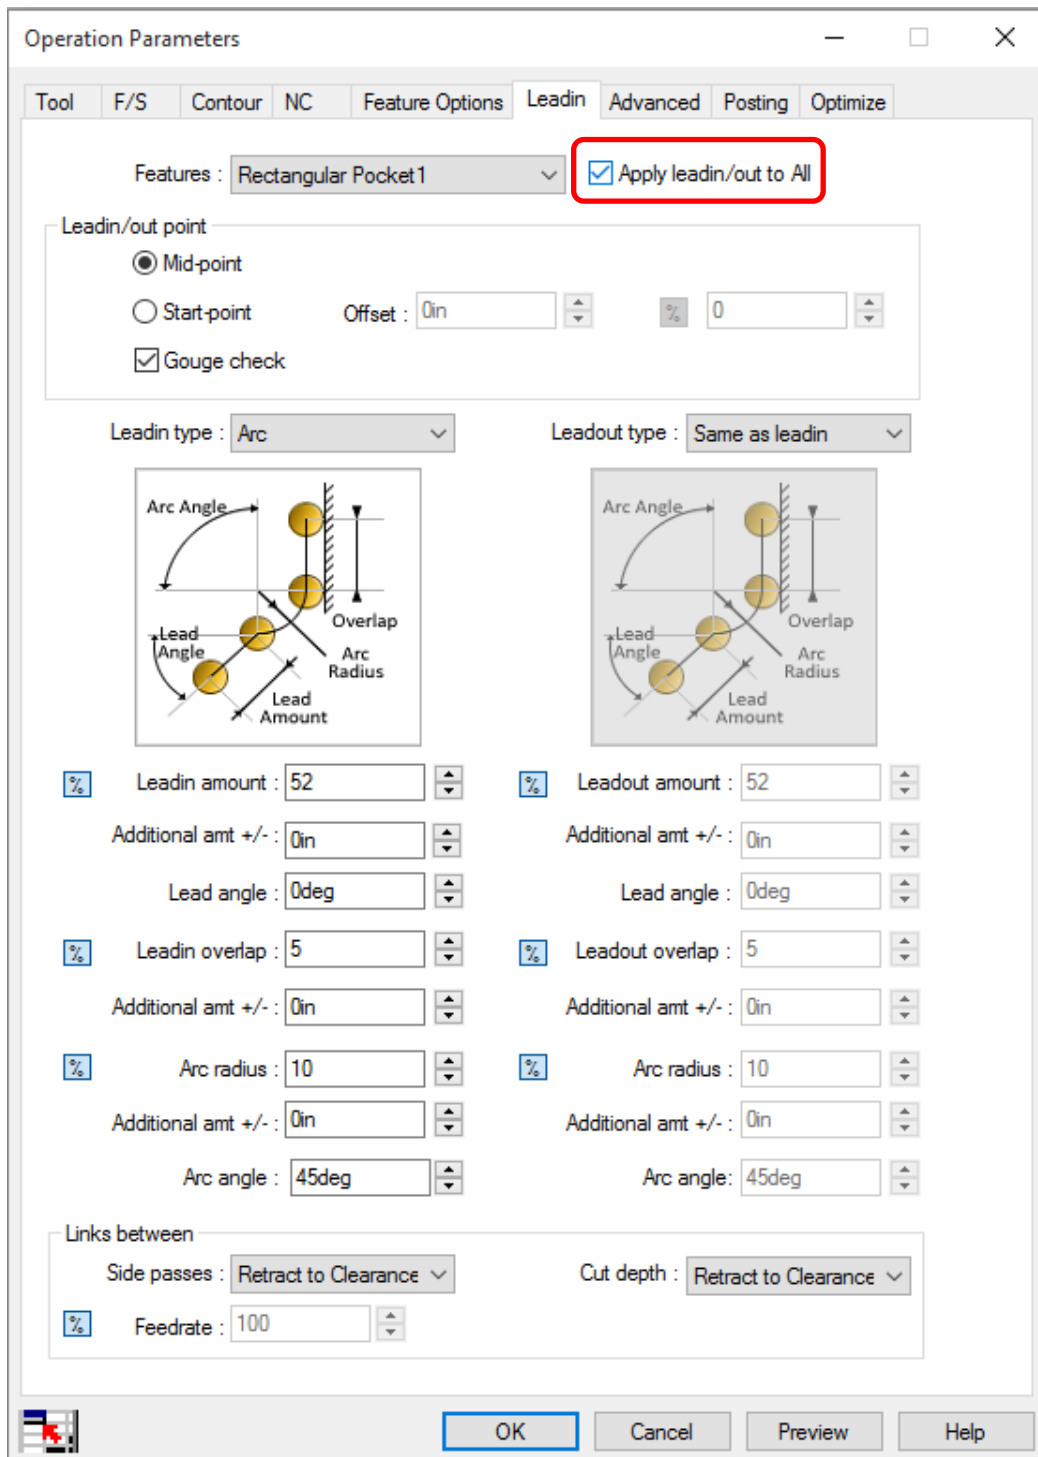 Operation Parameters
Tool F/S Contour NC Feature Options Leadin Advanced Posting Optimize
Features : Rectangular Pocket1 Apply leadin/out to All
Leadin/out point
Mid-point
Start-point Offset : 0in % 0
Gouge check
Leadin type : Arc Leadout type : Same as leadin
Arc Angle
Overlap
Lead
Angle
Arc
Radius
Lead
Amount
Arc Angle
Overlap
Lead
Angle
Arc
Radius
Lead
Amount
% Leadin amount : 52 % Leadout amount : 52
Additional amt +/- : 0in Additional amt +/- : 0in
Lead angle : 0deg Lead angle : 0deg
% Leadin overlap : 5 % Leadout overlap : 5
Additional amt +/- : 0in Additional amt +/- : 0in
% Arc radius : 10 % Arc radius : 10
Additional amt +/- : 0in Additional amt +/- : 0in
Arc angle : 45deg Arc angle: 45deg
Links between
Side passes : Retract to Clearance Cut depth : Retract to Clearance
% Feedrate : 100
OK Cancel Preview Help